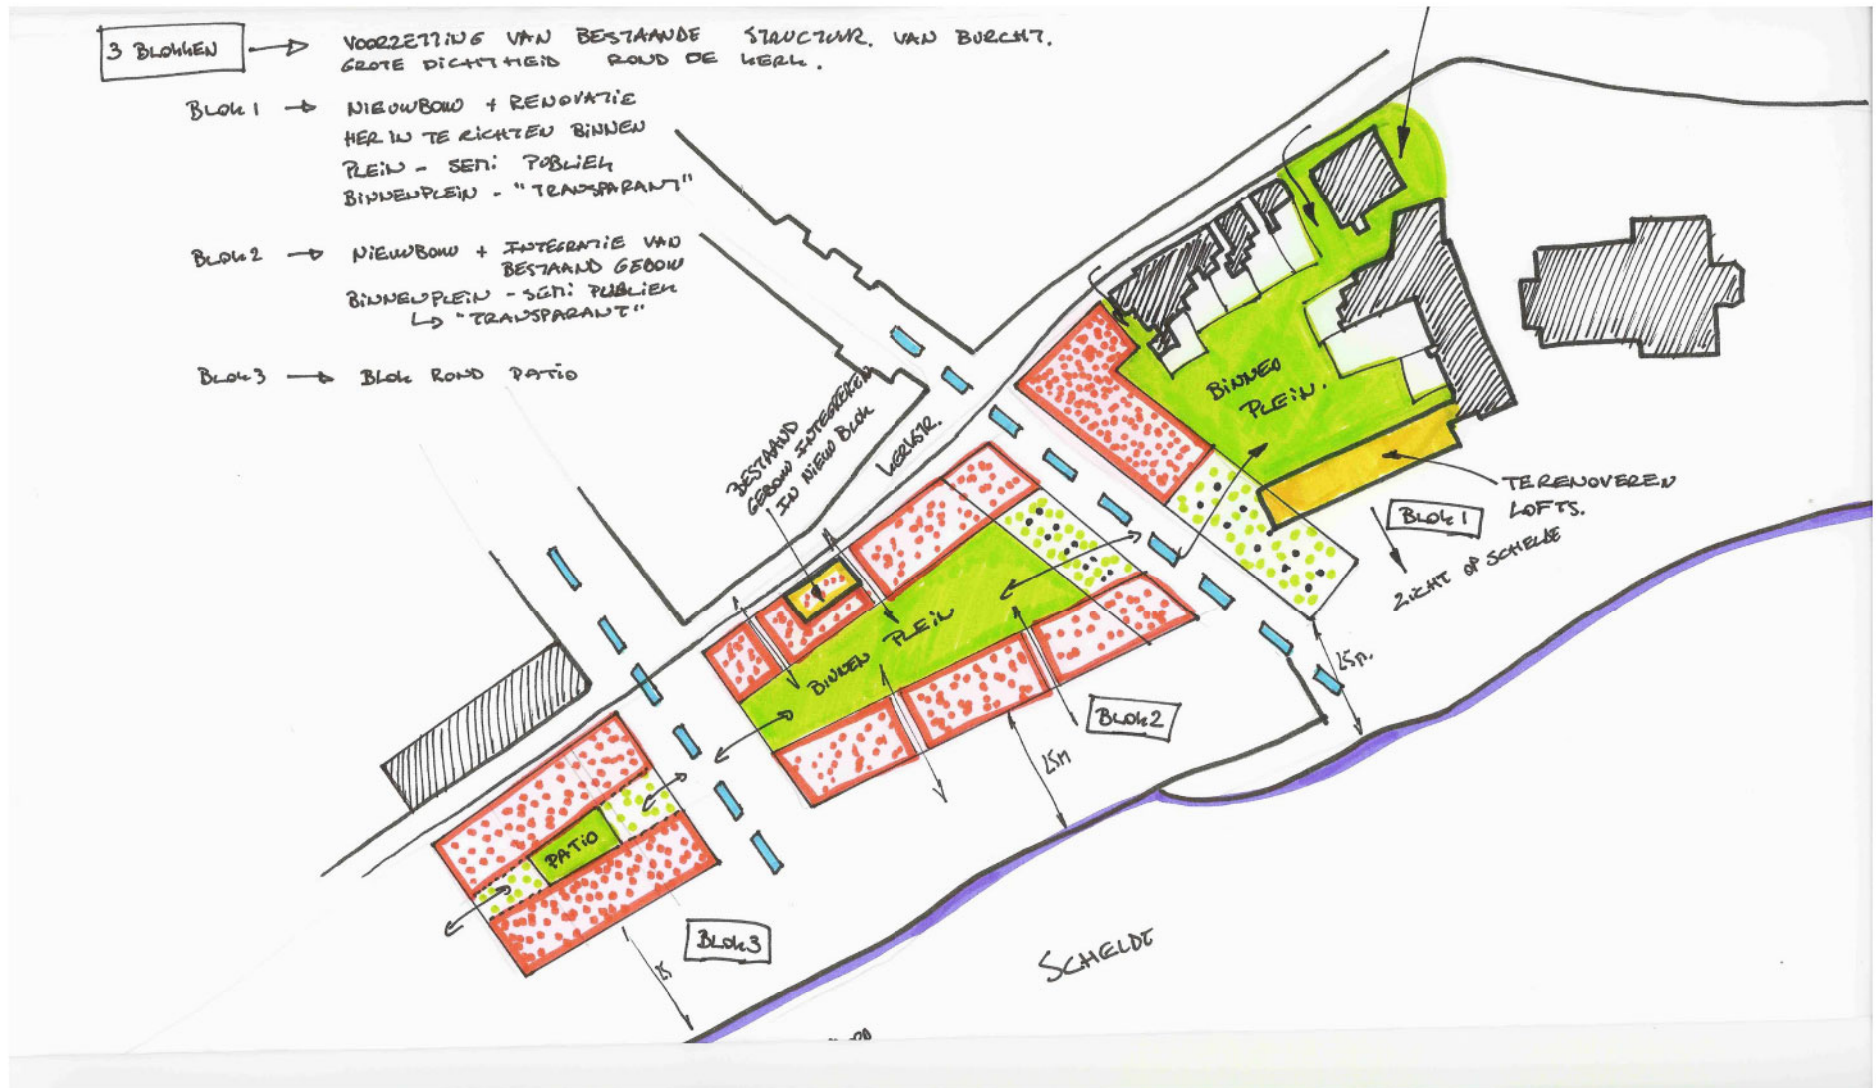 3 BLOKKEN → VOORZETTING VAN BESTAANDE STRUCTUUR. VAN BURCHT.
GROTE DICHTHEID ROND DE KERK.
BLOK 1 → NIEUWBOUW + RENOVATIE
HER IN TE RICHTEN BINNEN
PLEIN - SEMI PUBLIEK
BINNENPLEIN - "TRANSPARANT"
BLOK 2 → NIEUWBOUW + INTEGRATIE VAN
BESTAAND GEBOUW
BINNENPLEIN - SEMI PUBLIEK
↳ "TRANSPARANT"
BLOK 3 → BLOK ROND PATIO
BESTAAND
GEBOUW INTEGREREN
IN NIEUW BLOK
KERKSTR.
BINNEN
PLEIN.
TE RENOVEREN
LOFTS.
BLOK 1
ZICHT OP SCHELDE
BINNEN PLEIN
BLOK 2
25m.
25m
PATIO
BLOK 3
25
SCHELDE